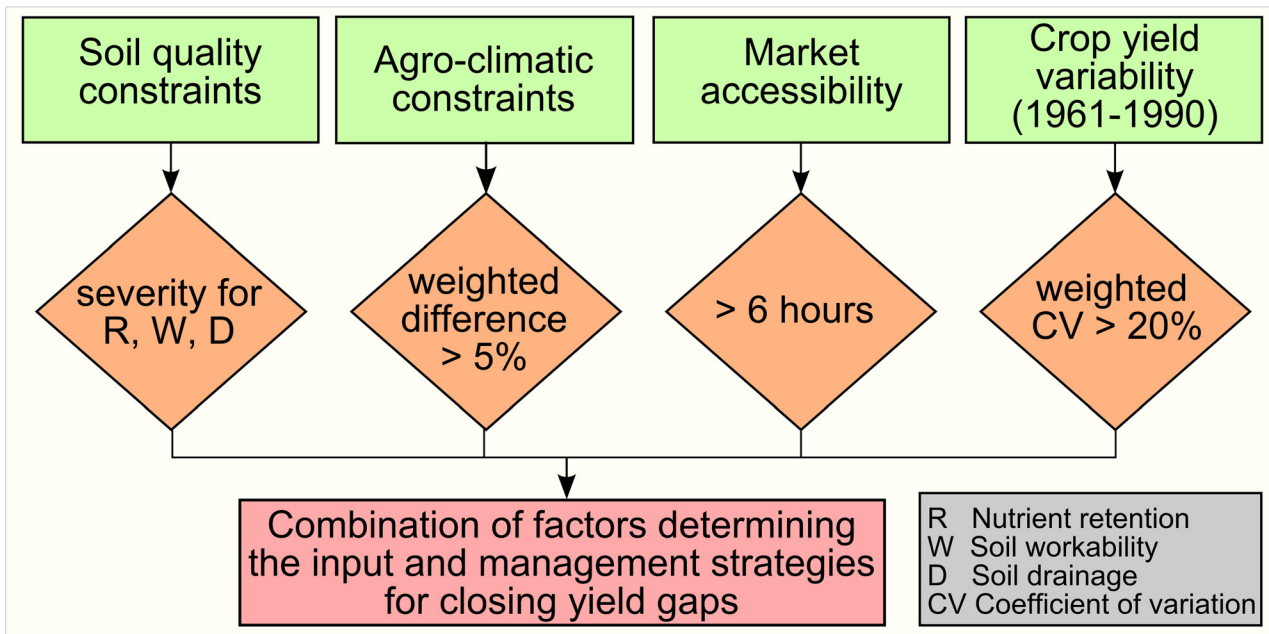 Soil quality
constraints
Agro-climatic
constraints
Market
accessibility
Crop yield
variability
(1961-1990)
severity for
R, W, D
weighted
difference
> 5%
> 6 hours
weighted
CV > 20%
Combination of factors determining
the input and management strategies
for closing yield gaps
R Nutrient retention
W Soil workability
D Soil drainage
CV Coefficient of variation